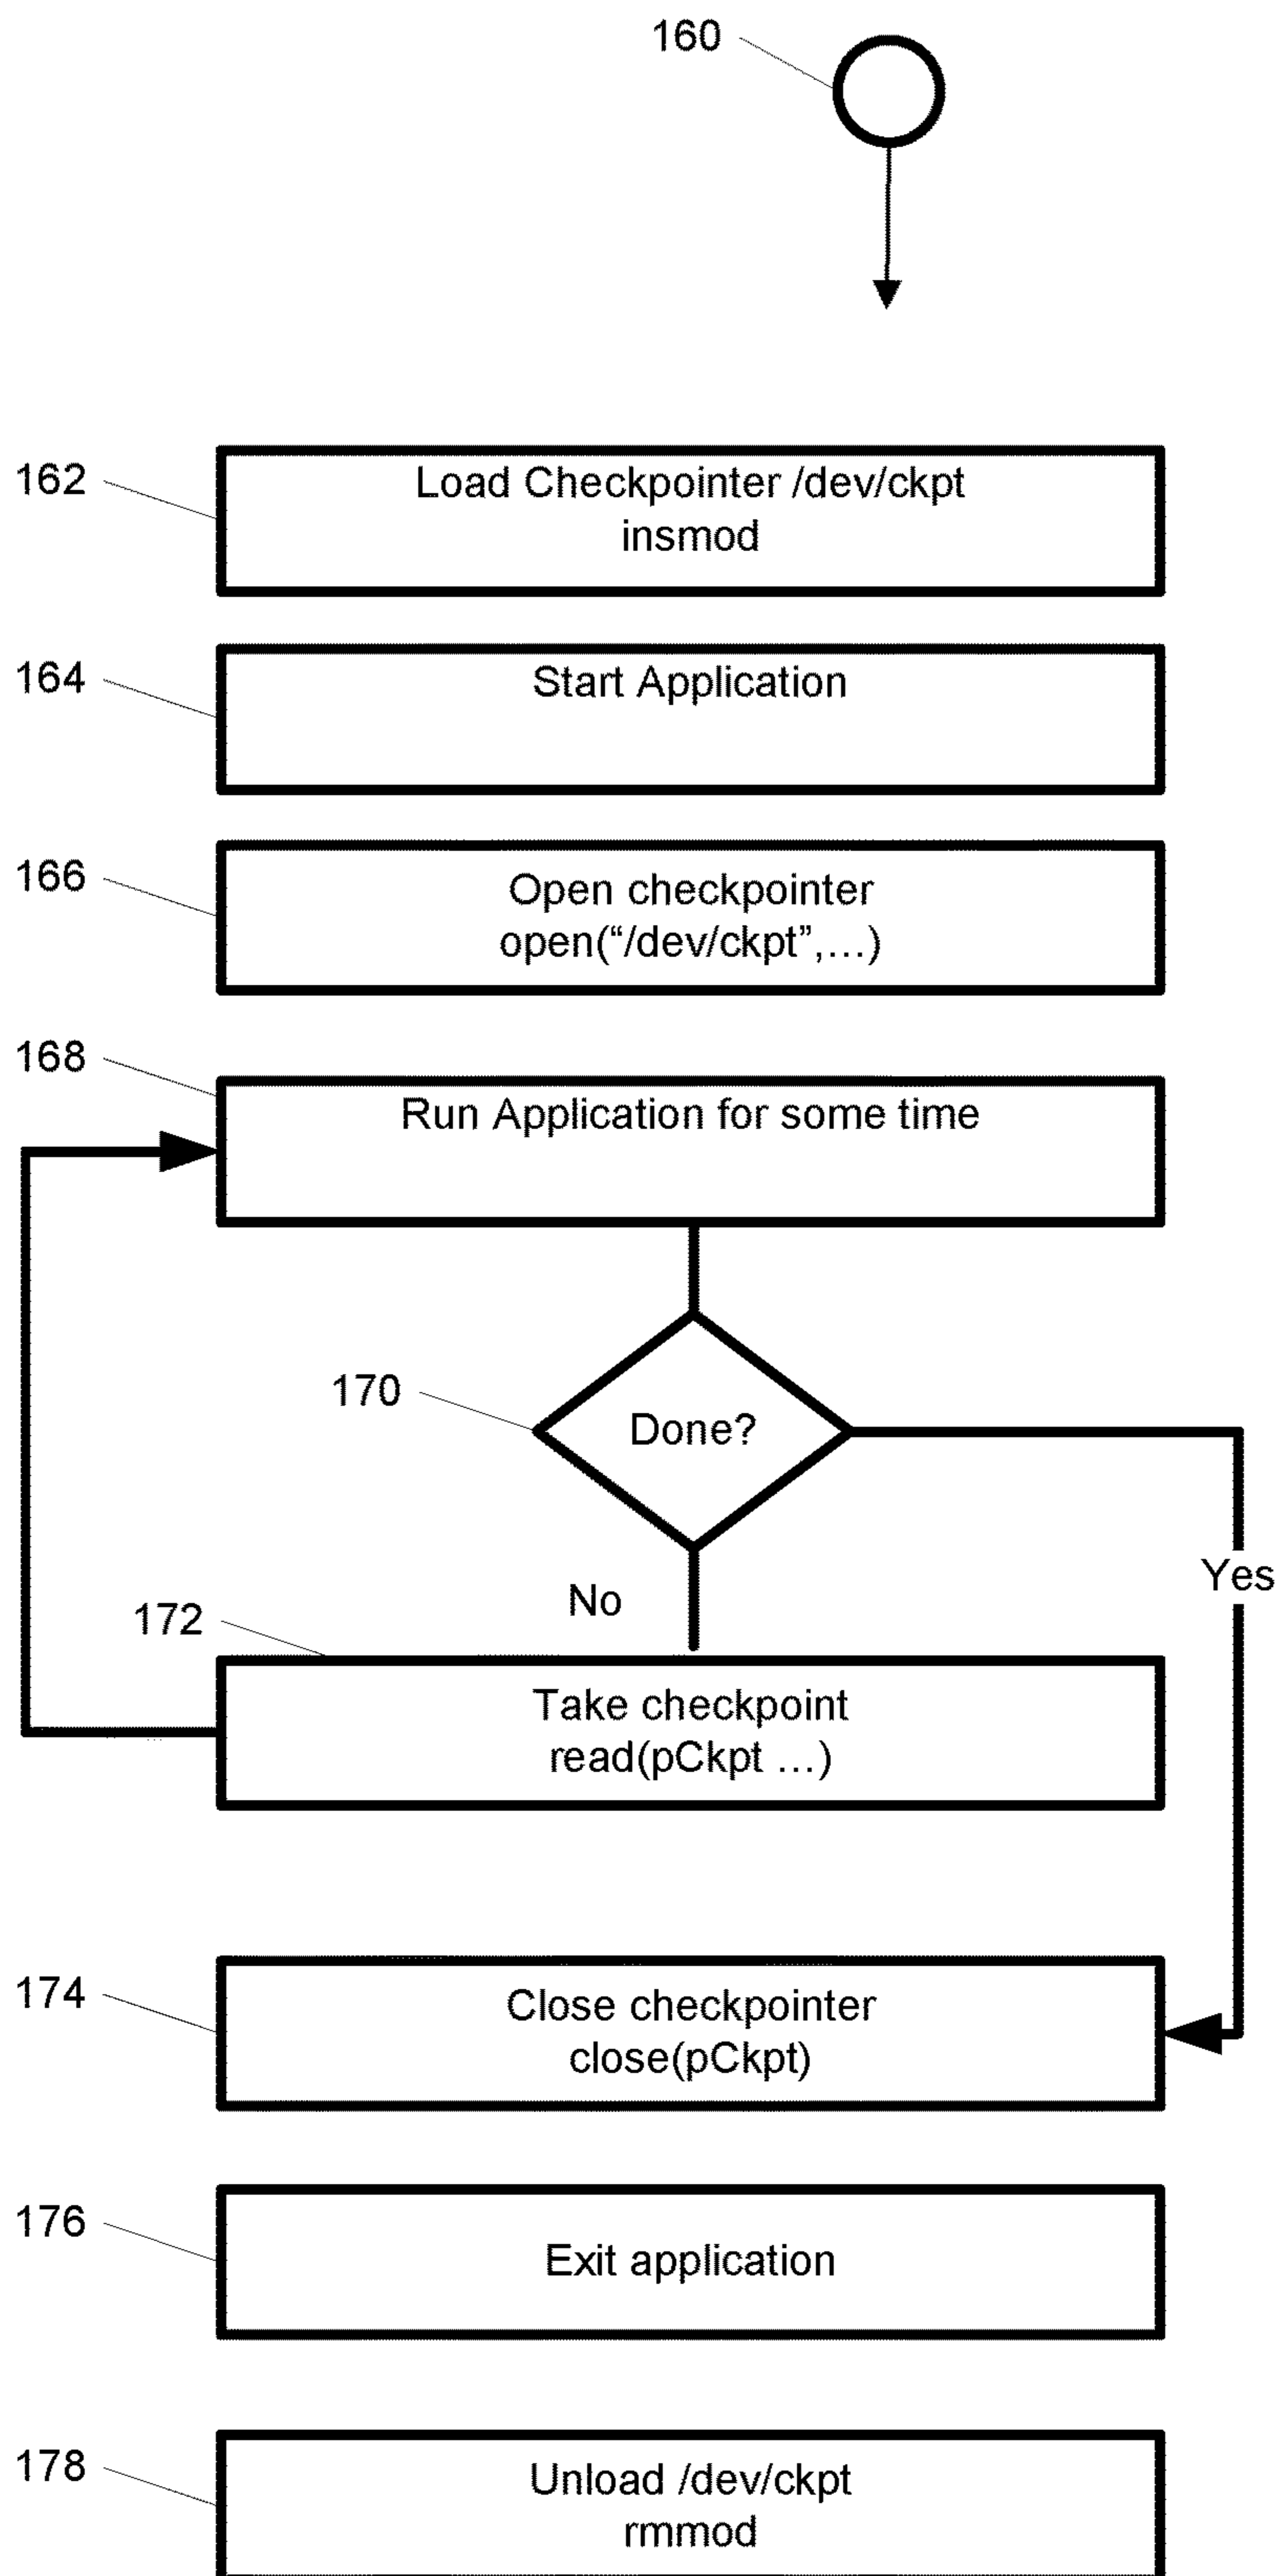 160
162
Load Checkpointer /dev/ckpt
insmod
164
Start Application
166
Open checkpointer
open(“/dev/ckpt”,…)
168
Run Application for some time
170
Done?
Yes
No
172
Take checkpoint
read(pCkpt …)
174
Close checkpointer
close(pCkpt)
176
Exit application
178
Unload /dev/ckpt
rmmod